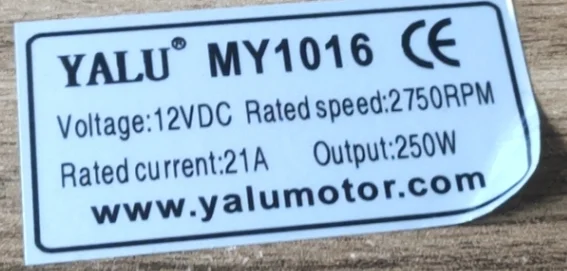 YALU® MY1016 CE
Voltage:12VDC Rated speed:2750RPM
Rated current:21A Output:250W
www.yalumotor.com